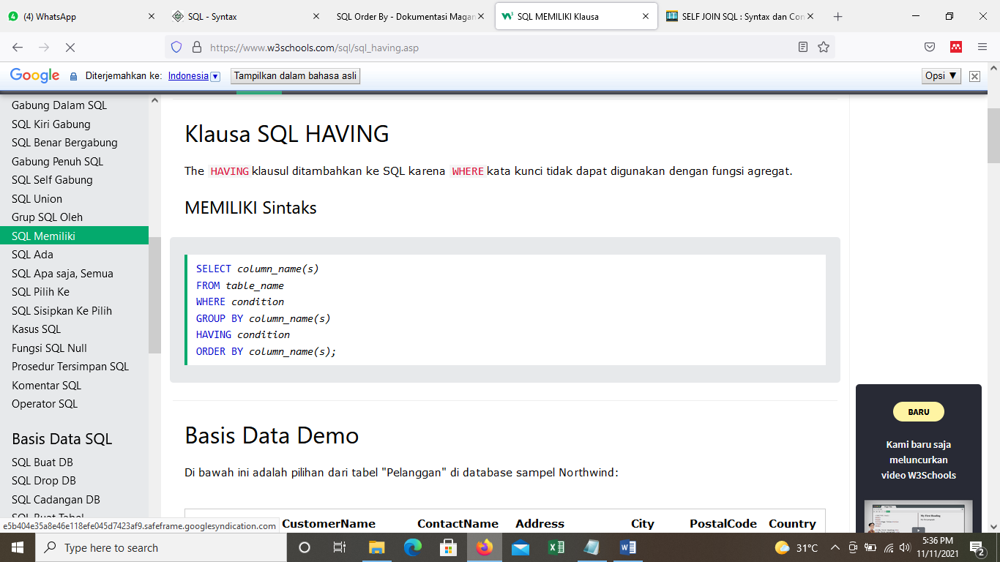 4 (4) WhatsApp
SQL - Syntax
SQL Order By - Dokumentasi Magan
SQL MEMILIKI Klausa
SELF JOIN SQL : Syntax dan Con
https://www.w3schools.com/sql/sql_having.asp
Google Diterjemahkan ke: Indonesia Tampilkan dalam bahasa asli Opsi ▼
Gabung Dalam SQL
SQL Kiri Gabung
SQL Benar Bergabung
Gabung Penuh SQL
SQL Self Gabung
SQL Union
Grup SQL Oleh
SQL Memiliki
SQL Ada
SQL Apa saja, Semua
SQL Pilih Ke
SQL Sisipkan Ke Pilih
Kasus SQL
Fungsi SQL Null
Prosedur Tersimpan SQL
Komentar SQL
Operator SQL
Basis Data SQL
SQL Buat DB
SQL Drop DB
SQL Cadangan DB
SQL Buat Tabel
e5b404e35a8e46e118efe045d7423af9.safeframe.googlesyndication.com
Klausa SQL HAVING
The HAVING klausul ditambahkan ke SQL karena WHERE kata kunci tidak dapat digunakan dengan fungsi agregat.
MEMILIKI Sintaks
SELECT column_name(s)
FROM table_name
WHERE condition
GROUP BY column_name(s)
HAVING condition
ORDER BY column_name(s);
Basis Data Demo
Di bawah ini adalah pilihan dari tabel "Pelanggan" di database sampel Northwind:
CustomerName ContactName Address City PostalCode Country
BARU
Kami baru saja
meluncurkan
video W3Schools
My First Heading
Type here to search
31°C
5:36 PM
11/11/2021
2